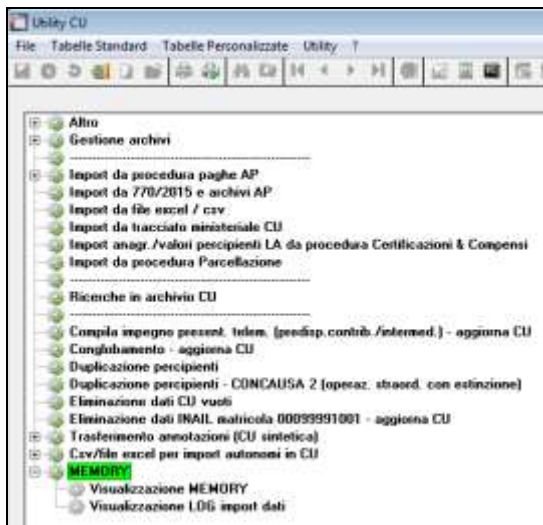 Utility CU
File Tabelle Standard Tabelle Personalizzate Utility ?
Altro
Gestione archivi
--------------------------------------------------
Import da procedura paghe AP
Import da 770/2015 e archivi AP
Import da file excel / csv
Import da tracciato ministeriale CU
Import anagr./valori percipienti LA da procedura Certificazioni & Compensi
Import da procedura Parcellazione
--------------------------------------------------
Ricerche in archivio CU
--------------------------------------------------
Compila impegno present. telem. (predisp.contrib./intermed.) - aggiorna CU
Conglobamento - aggiorna CU
Duplicazione percipienti
Duplicazione percipienti - CONCAUSA 2 (operaz. straord. con estinzione)
Eliminazione dati CU vuoti
Eliminazione dati INAIL matricola 00099991001 - aggiorna CU
Trasferimento annotazioni (CU sintetica)
Csv/file excel per import autonomi in CU
MEMORY
Visualizzazione MEMORY
Visualizzazione LOG import dati